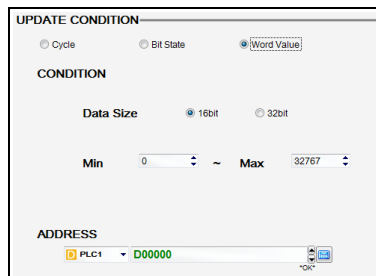 UPDATE CONDITION
Cycle Bit State Word Value
CONDITION
Data Size 16bit 32bit
Min 0 ~ Max 32767
ADDRESS
D PLC1 D00000
"OK"